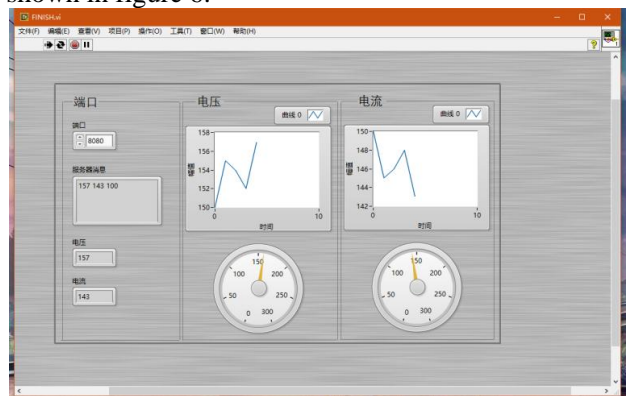 shown in figure 6.
FINISH.vi
文件(F) 编辑(E) 查看(V) 项目(P) 操作(O) 工具(T) 窗口(W) 帮助(H)
端口
端口
8080
服务器消息
157 143 100
电压
157
电流
143
电压
曲线 0
158
156
154
152
150
幅值
0
10
时间
0
50
100
150
200
250
300
电流
曲线 0
150
148
146
144
142
幅值
0
10
时间
0
50
100
150
200
250
300